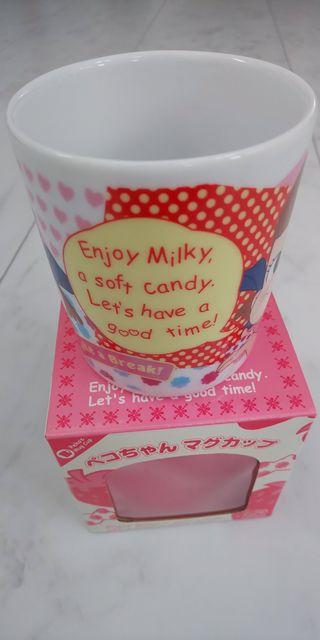 Enjoy Milky,
a soft candy.
Let's have a
good time!
a Break!
Enjoy
candy.
Let's have a good time!
ペコちゃん マグカップ